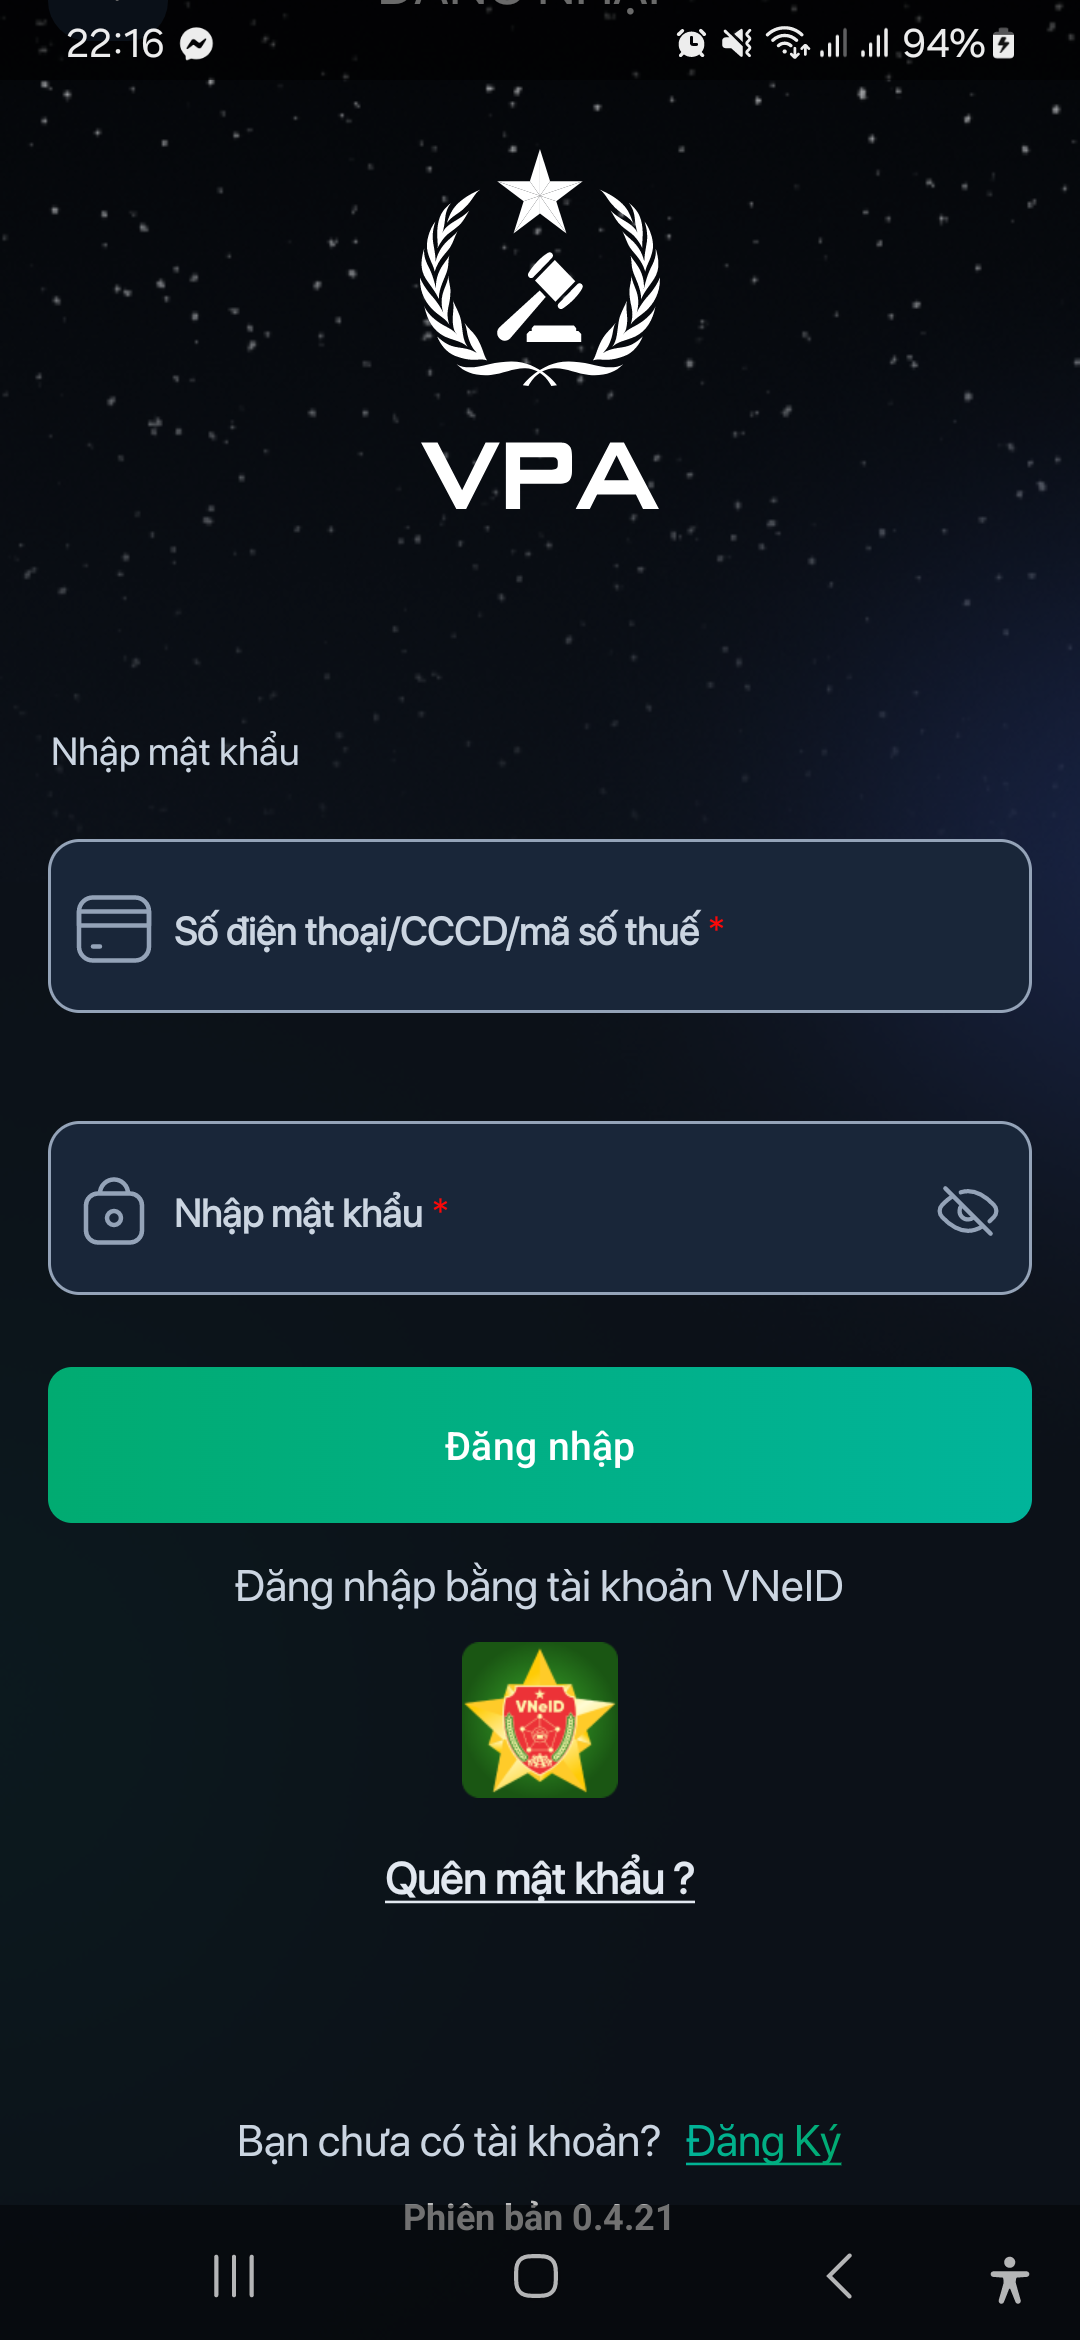 22:16
94%
VPA
Nhập mật khẩu
Số điện thoại/CCCD/mã số thuế *
Nhập mật khẩu *
Đăng nhập
Đăng nhập bằng tài khoản VNeID
VNeID
Quên mật khẩu ?
Bạn chưa có tài khoản? Đăng Ký
Phiên bản 0.4.21